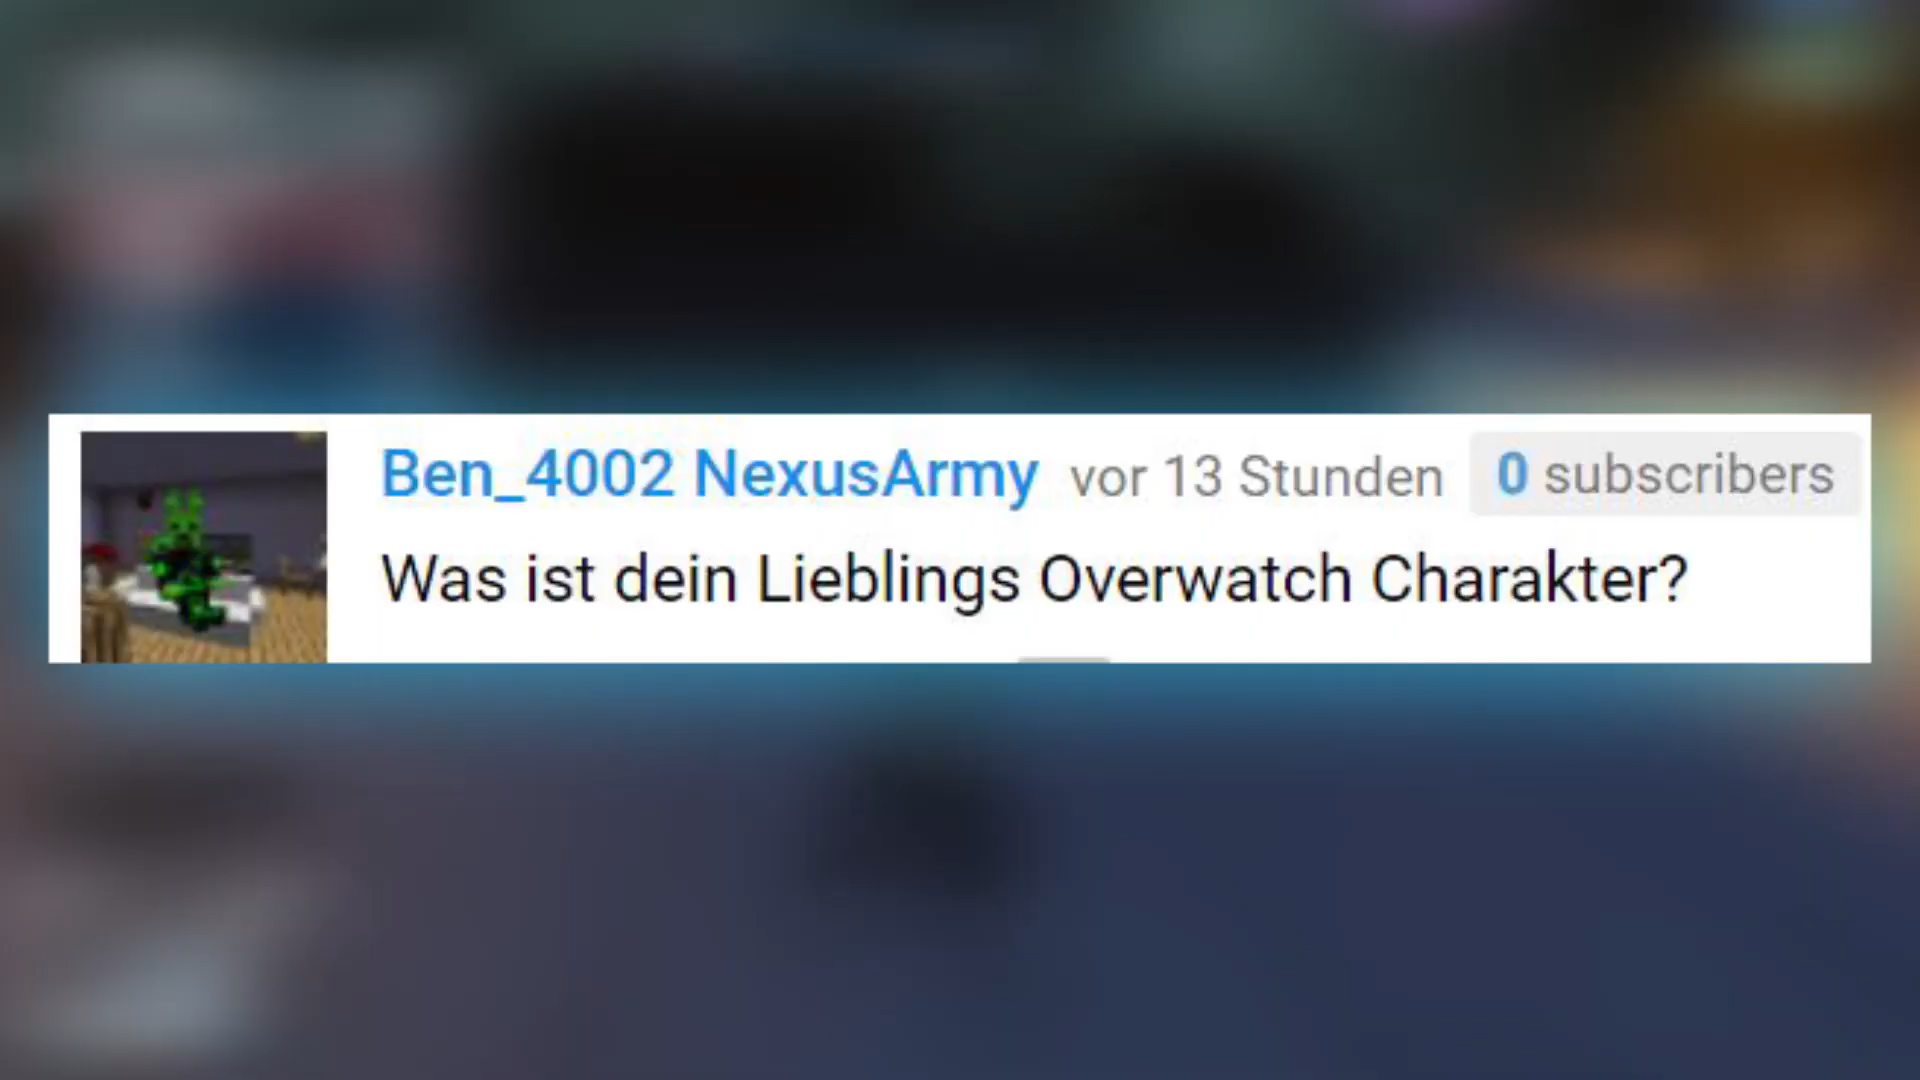 Ben_4002 NexusArmy vor 13 Stunden 0 subscribers
Was ist dein Lieblings Overwatch Charakter?